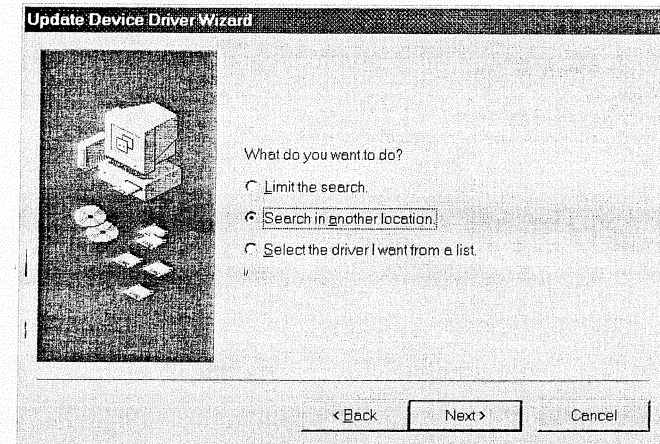 Update Device Driver Wizard
What do you want to do?
Limit the search.
Search in another location.
Select the driver I want from a list.
< Back
Next >
Cancel